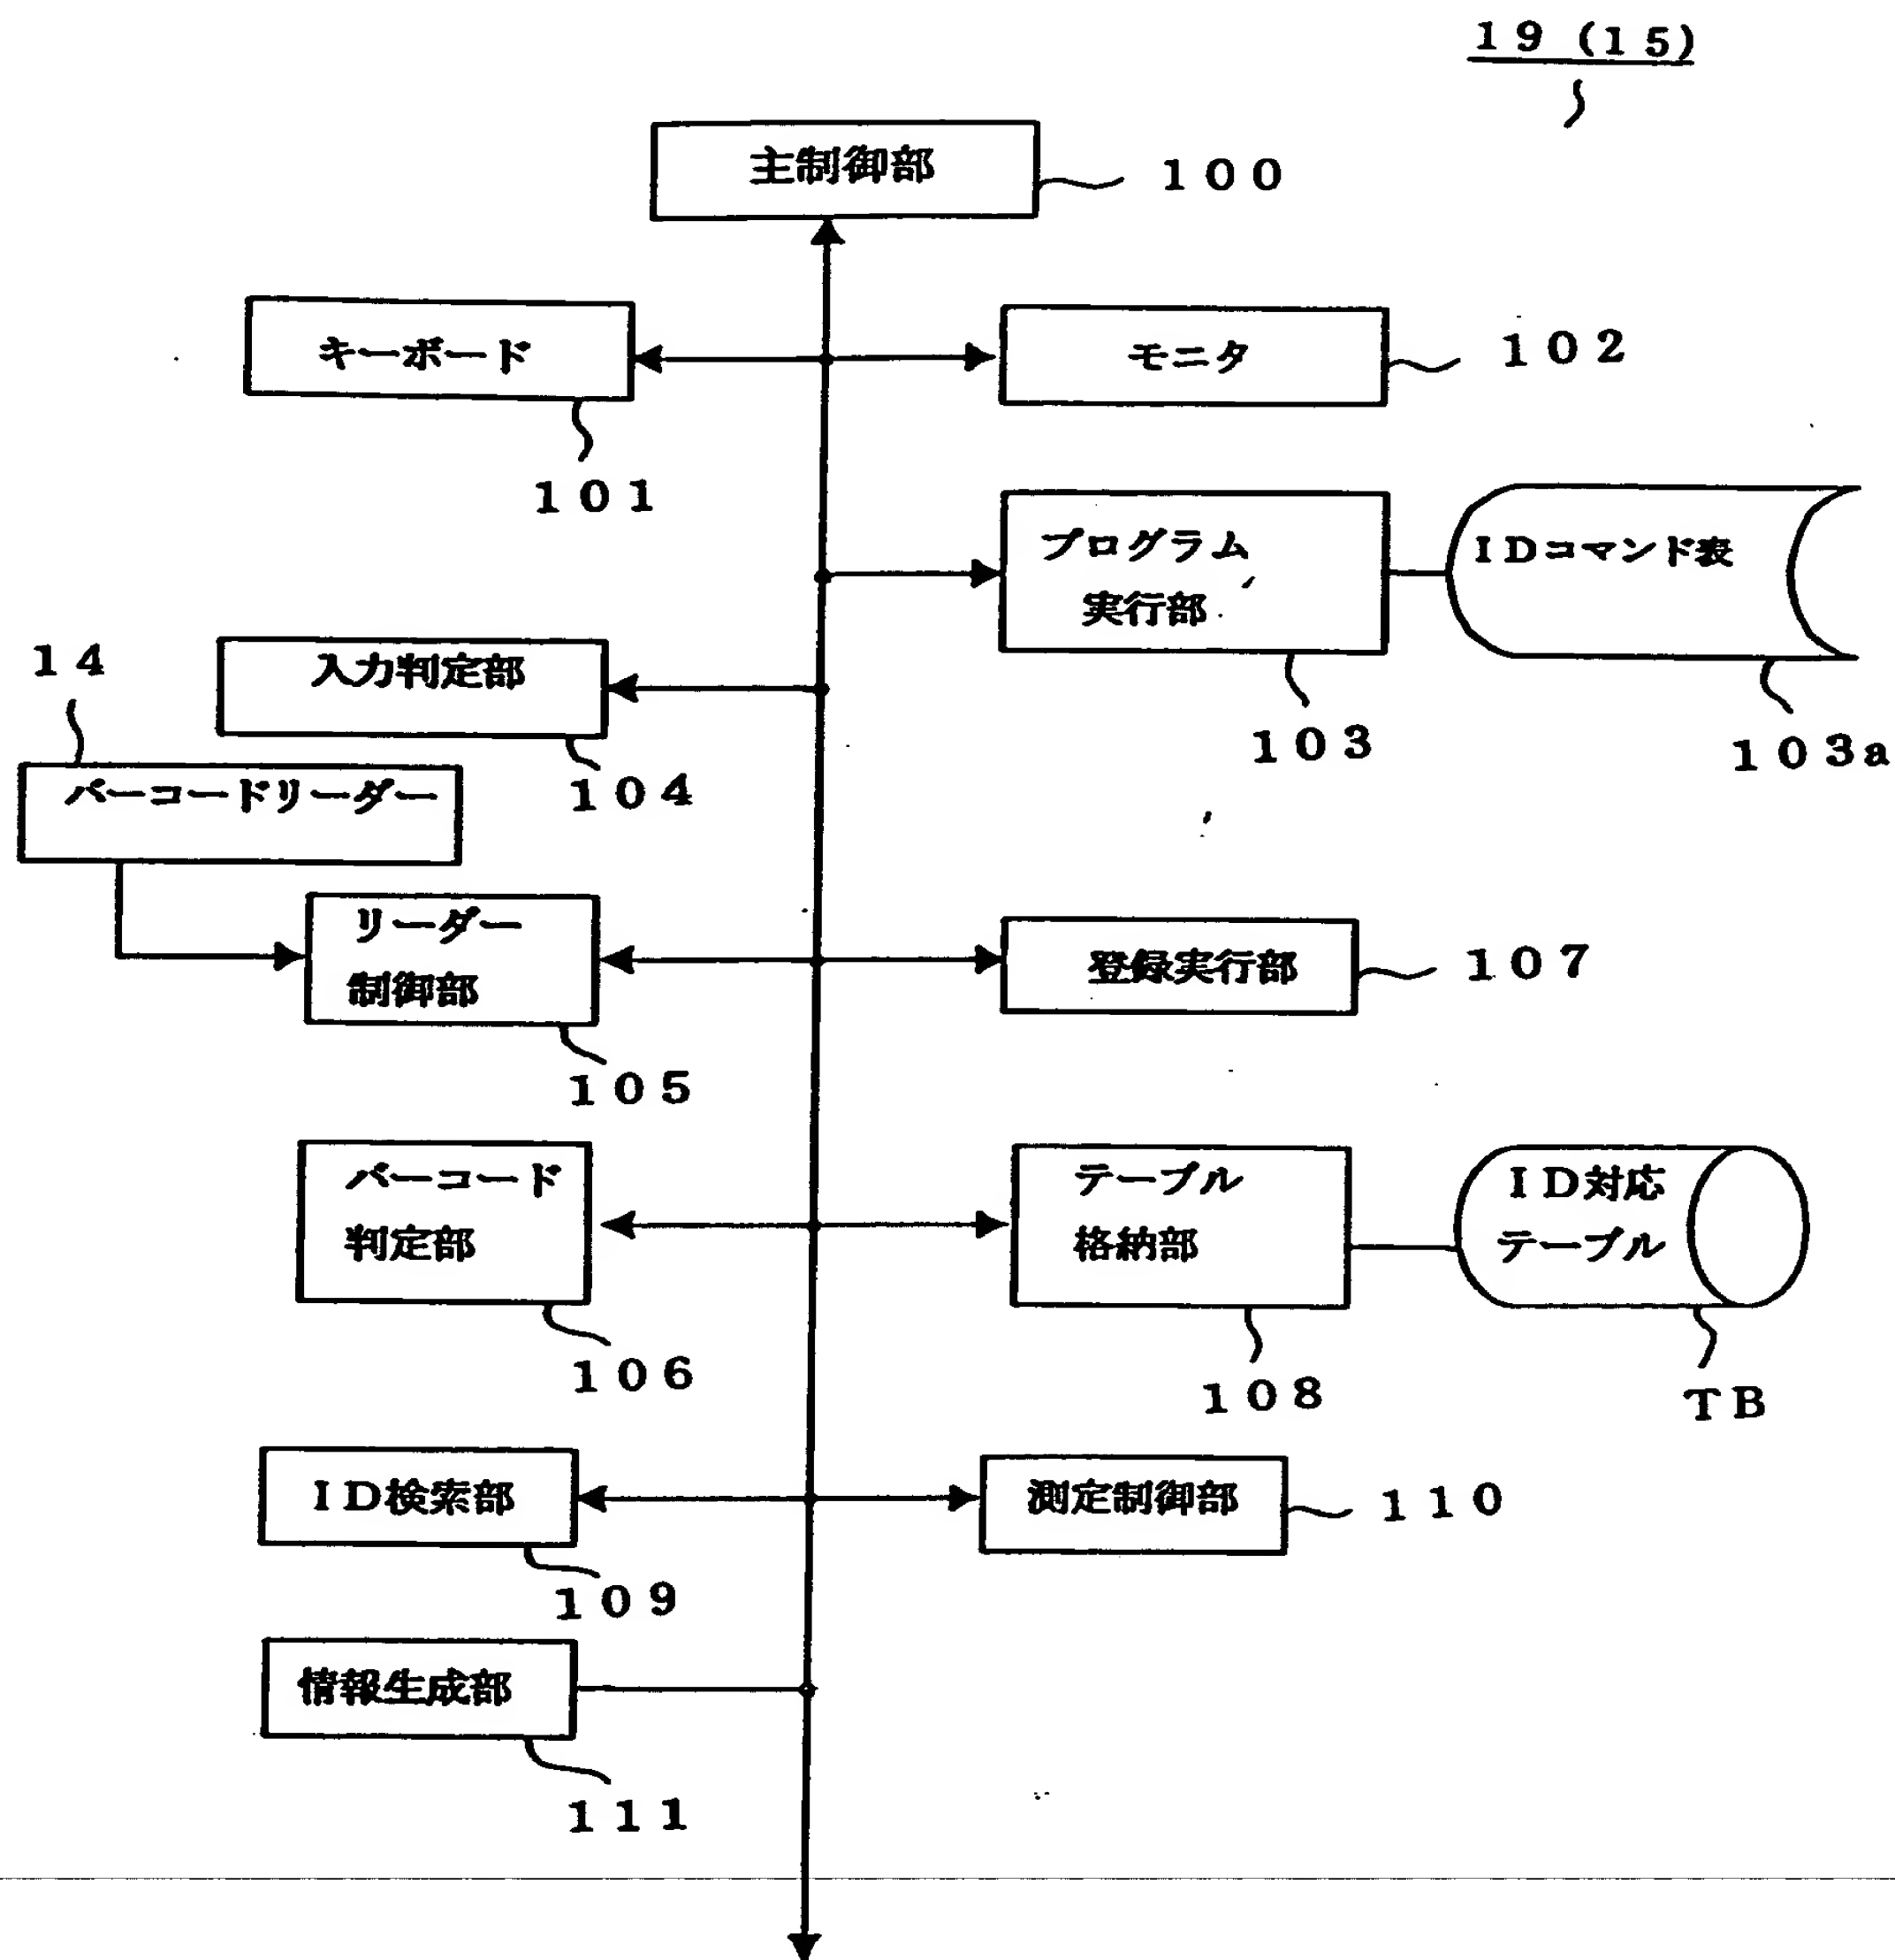 19 (15)
主制御部
100
キーボード
モニタ
102
101
プログラム
実行部
IDコマンド表
103
103a
入力判定部
104
14
バーコードリーダー
リーダー
制御部
105
登録実行部
107
バーコード
判定部
106
テーブル
格納部
108
ID対応
テーブル
TB
ID検索部
109
測定制御部
110
情報生成部
111